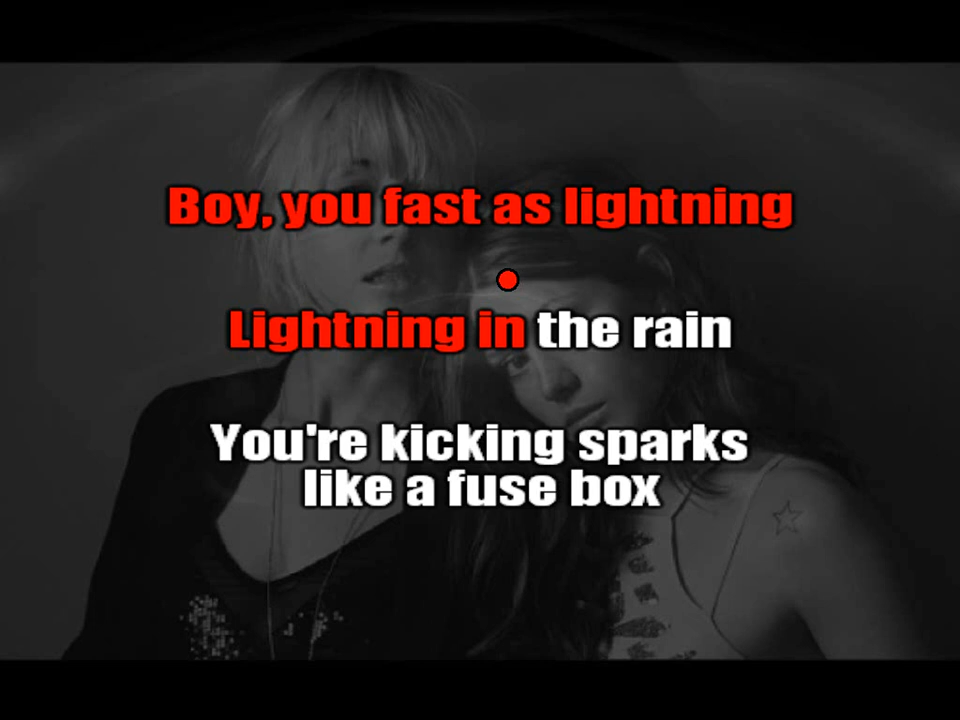 Boy, you fast as lightning
Lightning in the rain
You're kicking sparks
like a fuse box